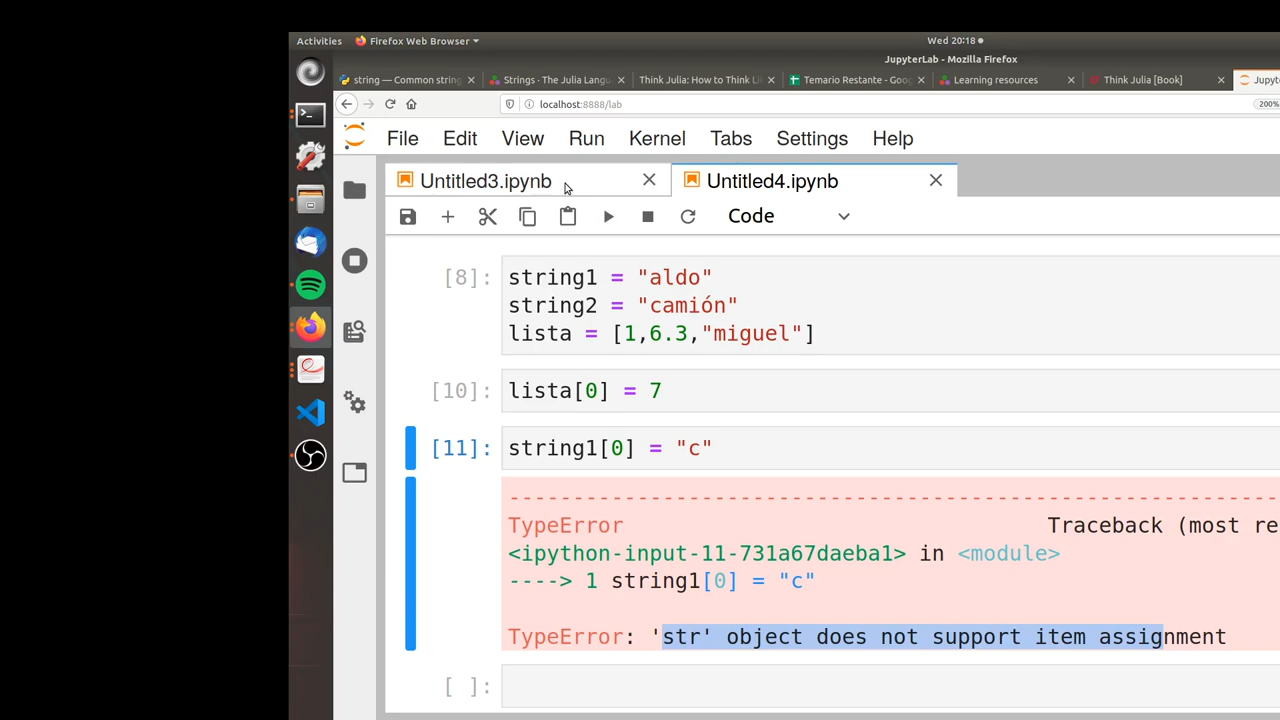 Activities Firefox Web Browser Wed 20:18
JupyterLab - Mozilla Firefox
string — Common string Strings · The Julia Langu Think Julia: How to Think Li Temario Restante - Goog Learning resources Think Julia [Book] Jupyte
localhost:8888/lab 200%
File Edit View Run Kernel Tabs Settings Help
Untitled3.ipynb Untitled4.ipynb
Code
[8]: string1 = "aldo"
string2 = "camión"
lista = [1,6.3,"miguel"]
[10]: lista[0] = 7
[11]: string1[0] = "c"
---------------------------------------------------------
TypeError Traceback (most re
<ipython-input-11-731a67daeba1> in <module>
----> 1 string1[0] = "c"
TypeError: 'str' object does not support item assignment
[ ]: